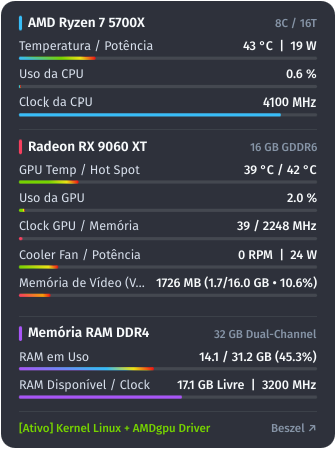 AMD Ryzen 7 5700X 8C / 16T
Temperatura / Potência 43 °C | 19 W
Uso da CPU 0.6 %
Clock da CPU 4100 MHz
Radeon RX 9060 XT 16 GB GDDR6
GPU Temp / Hot Spot 39 °C / 42 °C
Uso da GPU 2.0 %
Clock GPU / Memória 39 / 2248 MHz
Cooler Fan / Potência 0 RPM | 24 W
Memória de Vídeo (V... 1726 MB (1.7/16.0 GB • 10.6%)
Memória RAM DDR4 32 GB Dual-Channel
RAM em Uso 14.1 / 31.2 GB (45.3%)
RAM Disponível / Clock 17.1 GB Livre | 3200 MHz
[Ativo] Kernel Linux + AMDgpu Driver Beszel ↗